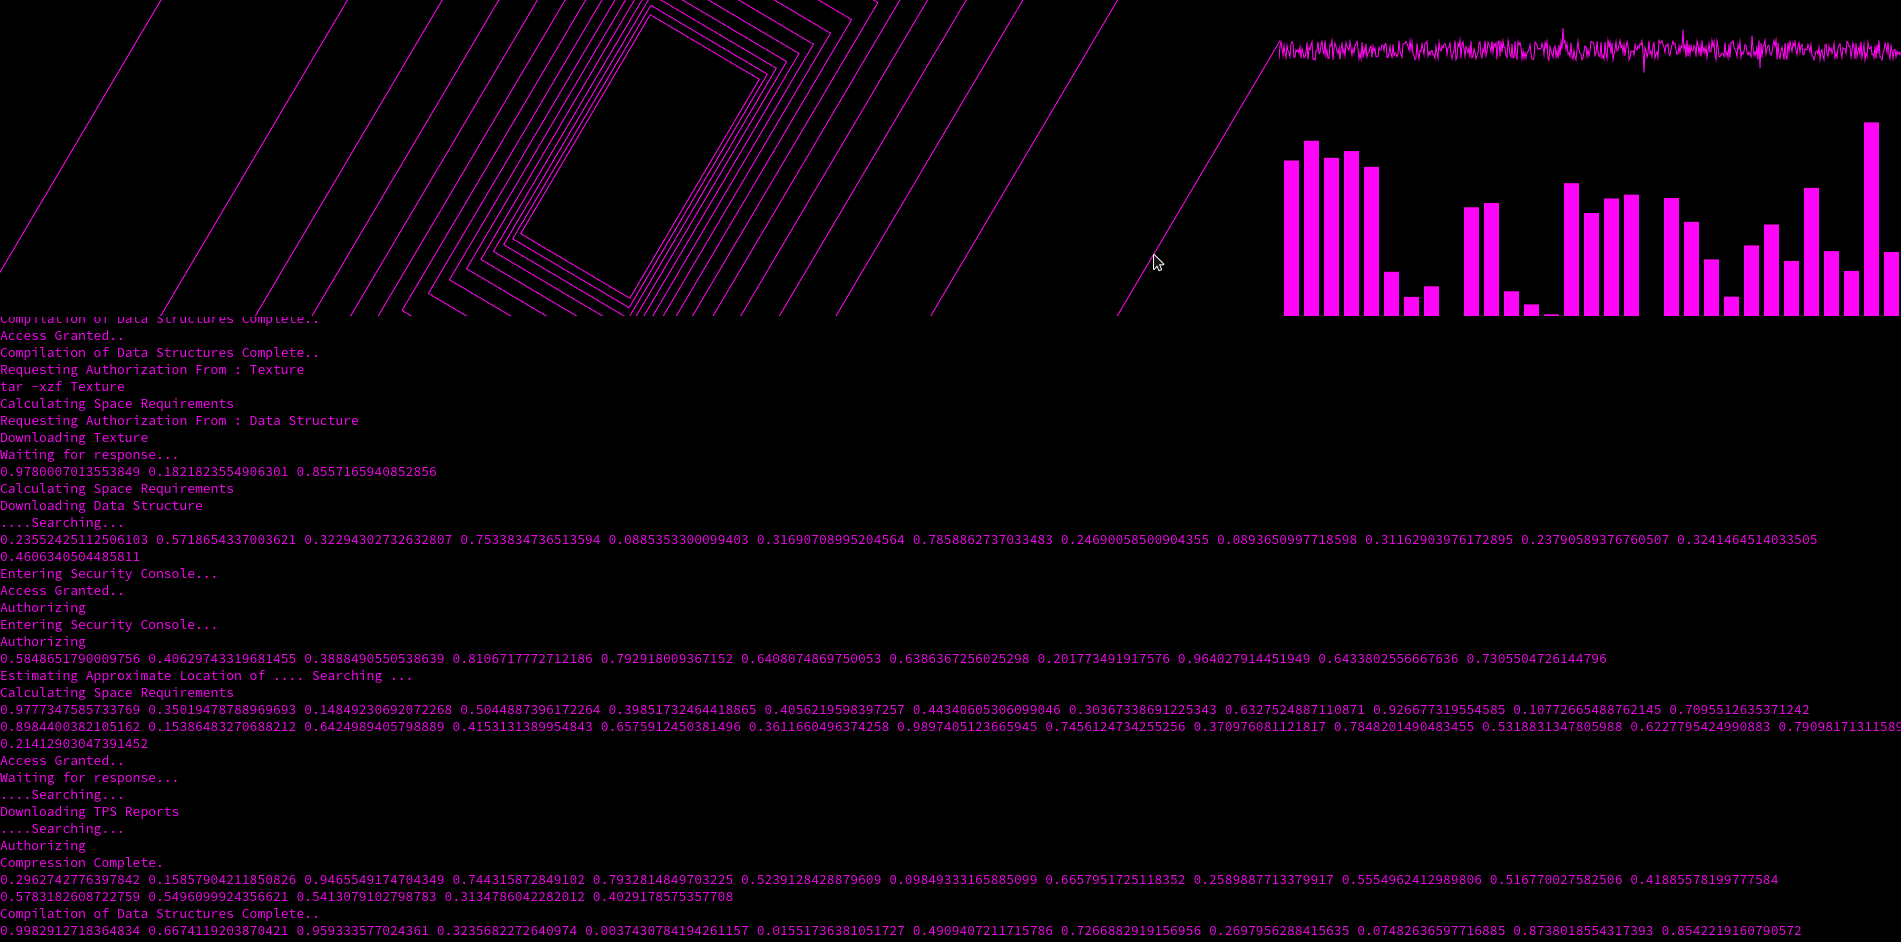 Compilation of Data Structures Complete..
Access Granted..
Compilation of Data Structures Complete..
Requesting Authorization From : Texture
tar -xzf Texture
Calculating Space Requirements
Requesting Authorization From : Data Structure
Downloading Texture
Waiting for response...
0.9780007013553849 0.1821823554906301 0.8557165940852856
Calculating Space Requirements
Downloading Data Structure
....Searching...
0.23552425112506103 0.5718654337003621 0.32294302732632807 0.7533834736513594 0.0885353300099403 0.31690708995204564 0.7858862737033483 0.24690058500904355 0.0893650997718598 0.31162903976172895 0.23790589376760507 0.3241464514033505
0.4606340504485811
Entering Security Console...
Access Granted..
Authorizing
Entering Security Console...
Authorizing
0.5848651790009756 0.40629743319681455 0.3888490550538639 0.8106717772712186 0.792918009367152 0.6408074869750053 0.6386367256025298 0.201773491917576 0.964027914451949 0.6433802556667636 0.7305504726144796
Estimating Approximate Location of .... Searching ...
Calculating Space Requirements
0.9777347585733769 0.35019478788969693 0.14849230692072268 0.5044887396172264 0.39851732464418865 0.4056219598397257 0.44340605306099046 0.30367338691225343 0.6327524887110871 0.926677319554585 0.10772665488762145 0.7095512635371242
0.8984400382105162 0.15386483270688212 0.6424989405798889 0.4153131389954843 0.6575912450381496 0.3611660496374258 0.9897405123665945 0.7456124734255256 0.370976081121817 0.7848201490483455 0.5318831347805988 0.6227795424990883 0.7909817131158
0.21412903047391452
Access Granted..
Waiting for response...
....Searching...
Downloading TPS Reports
....Searching...
Authorizing
Compression Complete.
0.2962742776397842 0.15857904211850826 0.9465549174704349 0.744315872849102 0.7932814849703225 0.5239128428879609 0.09849333165885099 0.6657951725118352 0.2589887713379917 0.5554962412989806 0.516770027582506 0.41885578199777584
0.5783182608722759 0.5496099924356621 0.5413079102798783 0.3134786042282012 0.4029178575357708
Compilation of Data Structures Complete..
0.9982912718364834 0.6674119203870421 0.959333577024361 0.3235682272640974 0.003743078419426115​7 0.01551736381051727 0.4909407211715786 0.7266882919156956 0.2697956288415635 0.07482636597716885 0.8738018554317393 0.8542219160790572